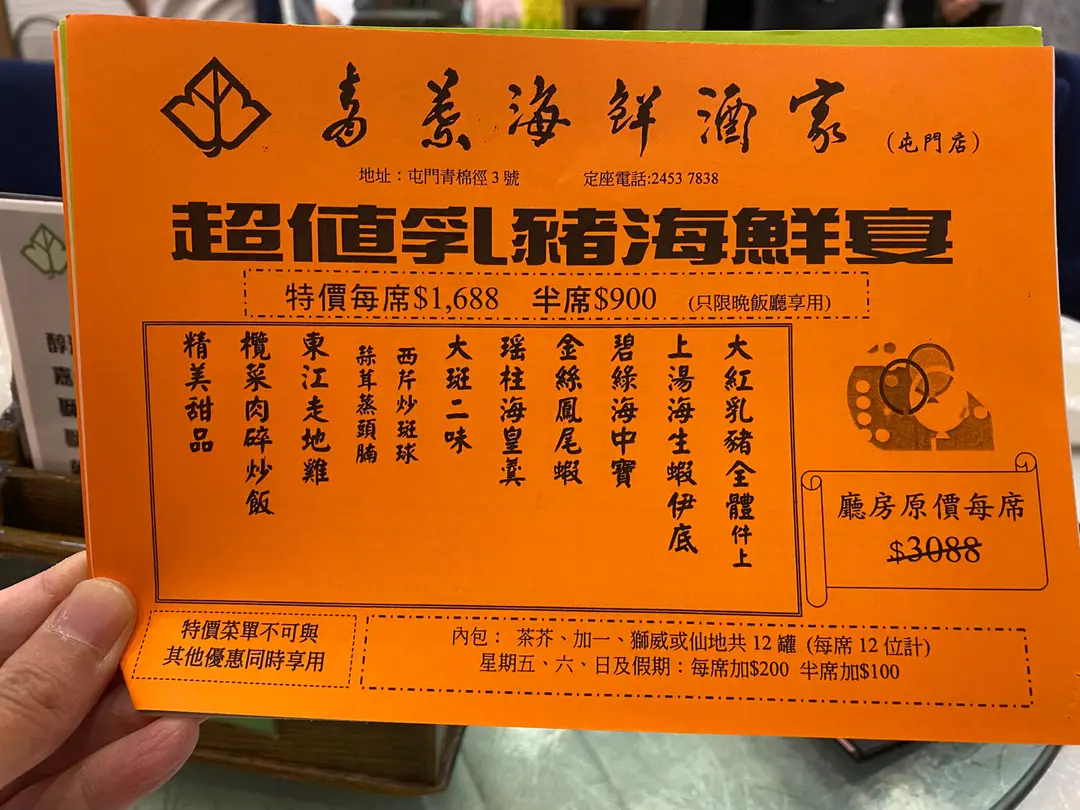 海鮮酒家 (屯門店)
地址：屯門青棉徑3號 定座電話:2453 7838
超值乳豬海鮮宴
特價每席$1,688 半席$900 (只限晚飯廳享用)
大紅乳豬全體件上
上湯海生蝦伊底
碧綠海中寶
金絲鳳尾蝦
瑤柱海皇羹
大斑二味
西芹炒斑球
蒜茸蒸頭腩
東江走地雞
欖菜肉碎炒飯
精美甜品
廳房原價每席
$3088
特價菜單不可與
其他優惠同時享用
內包： 茶芥、加一、獅威或仙地共12罐 (每席12位計)
星期五、六、日及假期：每席加$200 半席加$100